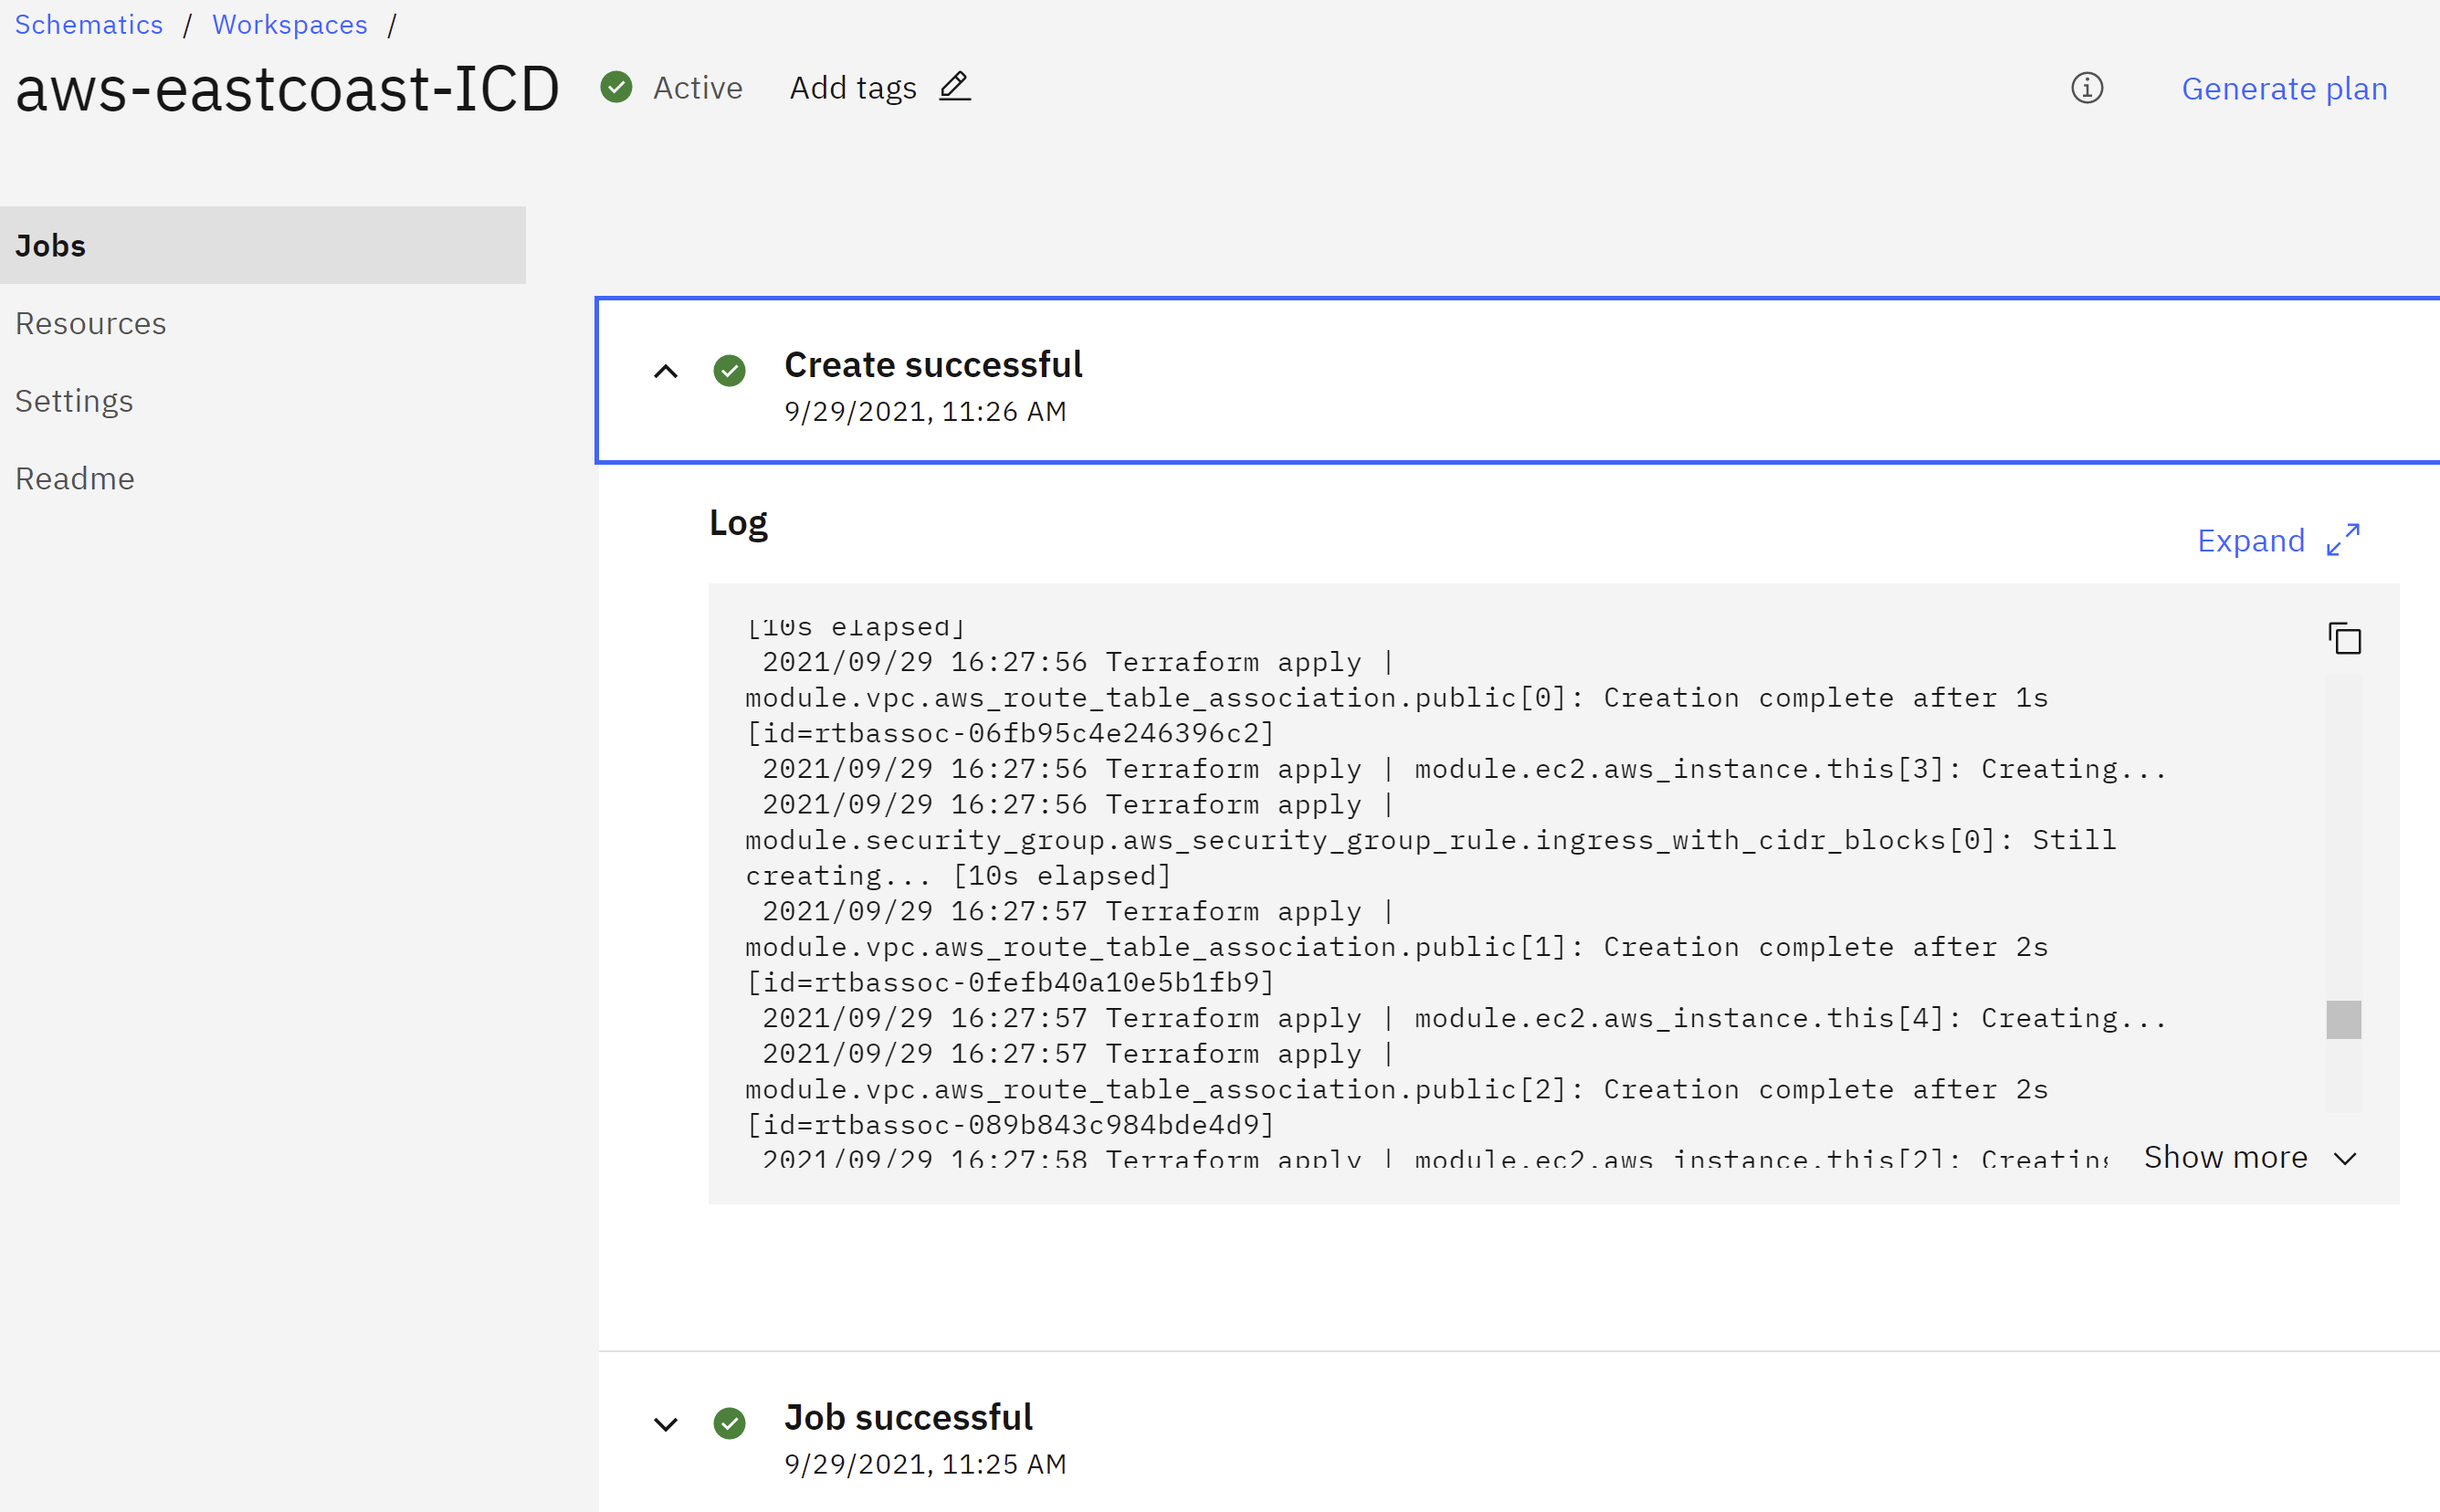 Schematics / Workspaces /
aws-eastcoast-ICD Active Add tags Generate plan
Jobs
Resources
Settings
Readme
Create successful
9/29/2021, 11:26 AM
Log
Expand
[10s elapsed]
2021/09/29 16:27:56 Terraform apply |
module.vpc.aws_route_table_association.public[0]: Creation complete after 1s
[id=rtbassoc-06fb95c4e246396c2]
2021/09/29 16:27:56 Terraform apply | module.ec2.aws_instance.this[3]: Creating...
2021/09/29 16:27:56 Terraform apply |
module.security_group.aws_security_group_rule.ingress_with_cidr_blocks[0]: Still
creating... [10s elapsed]
2021/09/29 16:27:57 Terraform apply |
module.vpc.aws_route_table_association.public[1]: Creation complete after 2s
[id=rtbassoc-0fefb40a10e5b1fb9]
2021/09/29 16:27:57 Terraform apply | module.ec2.aws_instance.this[4]: Creating...
2021/09/29 16:27:57 Terraform apply |
module.vpc.aws_route_table_association.public[2]: Creation complete after 2s
[id=rtbassoc-089b843c984bde4d9]
2021/09/29 16:27:58 Terraform apply | module.ec2.aws_instance.this[2]: Creating
Show more
Job successful
9/29/2021, 11:25 AM